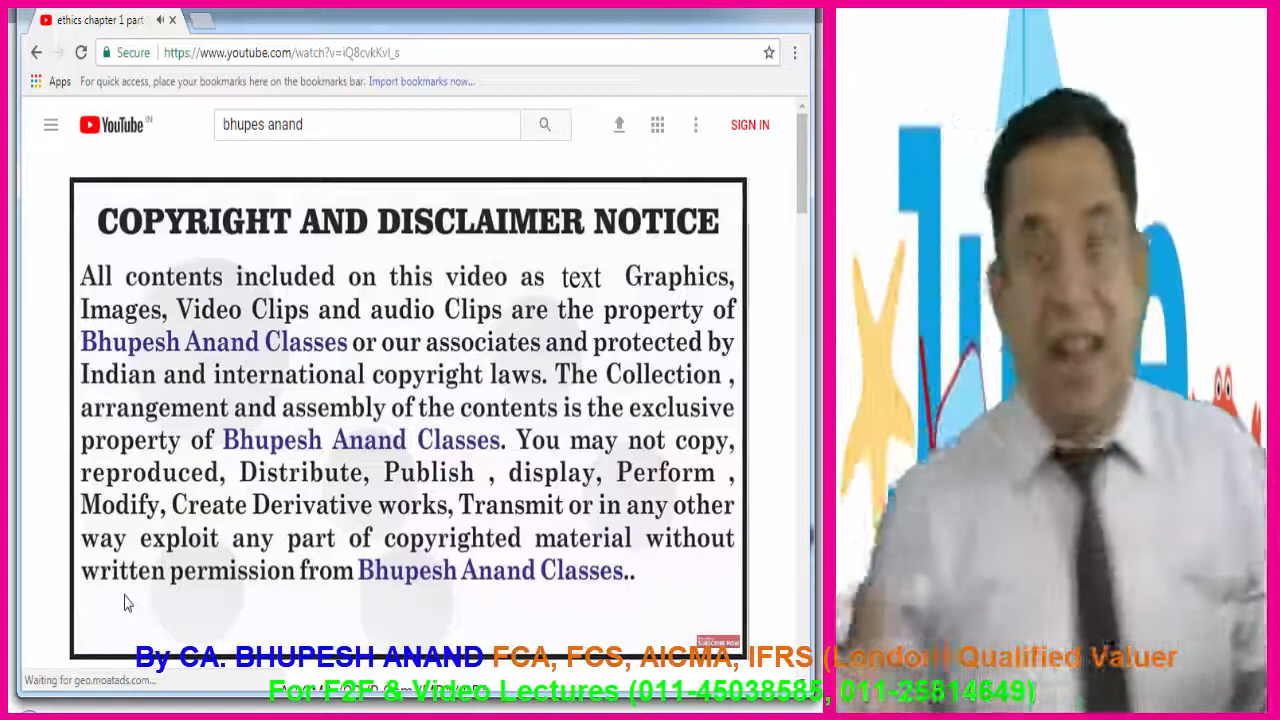 ethics chapter 1 part
Secure https://www.youtube.com/watch?v=iQ8cvkKvl_s
Apps For quick access, place your bookmarks here on the bookmarks bar. Import bookmarks now...
YouTube IN bhupes anand SIGN IN
COPYRIGHT AND DISCLAIMER NOTICE
All contents included on this video as text Graphics,
Images, Video Clips and audio Clips are the property of
Bhupesh Anand Classes or our associates and protected by
Indian and international copyright laws. The Collection ,
arrangement and assembly of the contents is the exclusive
property of Bhupesh Anand Classes. You may not copy,
reproduced, Distribute, Publish , display, Perform ,
Modify, Create Derivative works, Transmit or in any other
way exploit any part of copyrighted material without
written permission from Bhupesh Anand Classes..
SUBSCRIBE NOW
By CA. BHUPESH ANAND FCA, FCS, AICMA, IFRS (London) Qualified Valuer
Waiting for geo.moatads.com...
For F2F & Video Lectures (011-45038585, 011-25814649)